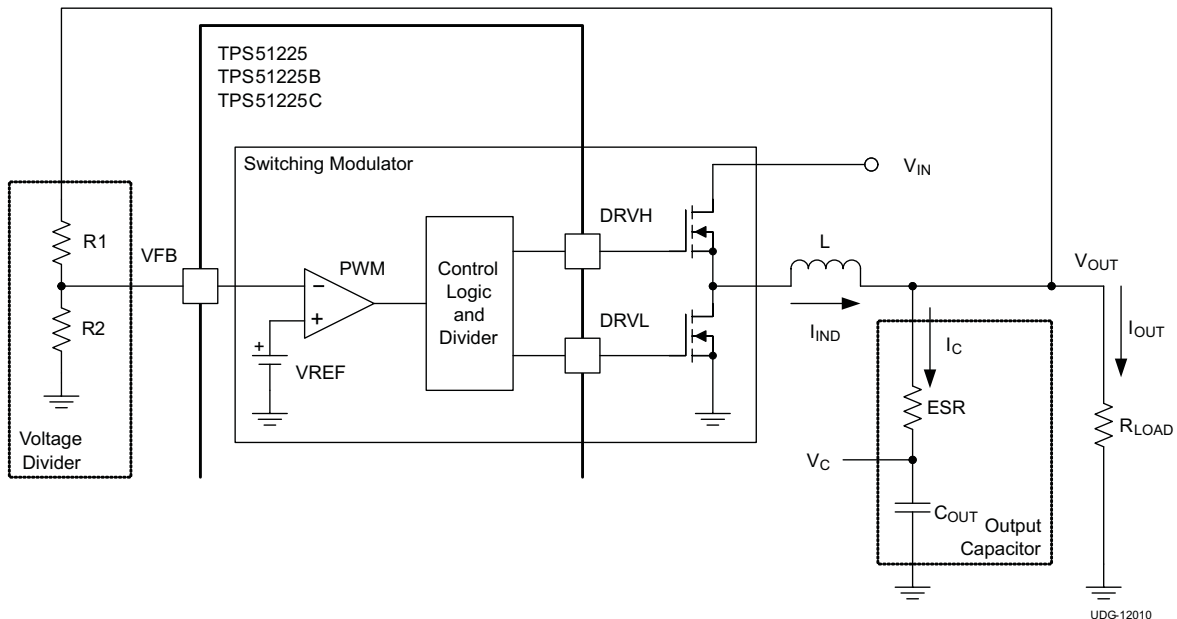 TPS51225
TPS51225B
TPS51225C
Switching Modulator
VIN
DRVH
R1
VFB
PWM
Control
Logic
and
Divider
L
VOUT
−
+
R2
DRVL
IIND
IC
IOUT
+
VREF
ESR
RLOAD
Voltage
Divider
VC
COUT
Output
Capacitor
UDG-12010